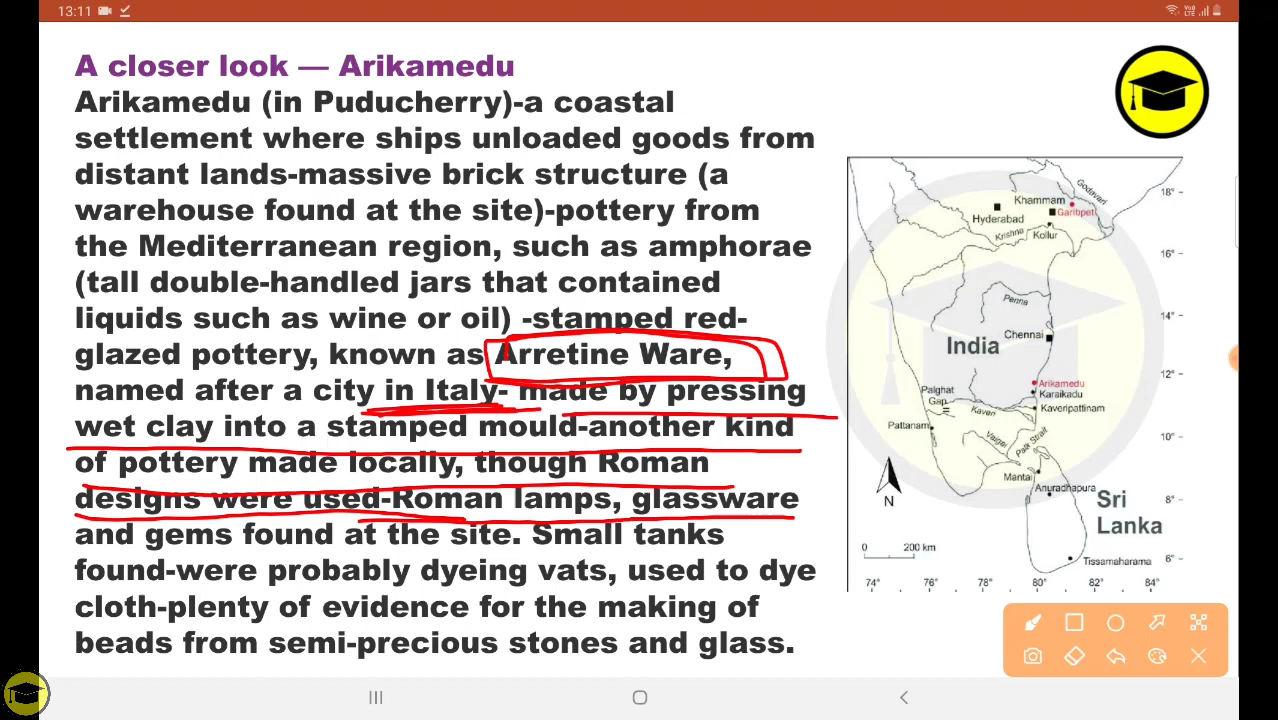 13:11
Vo)) LTE
A closer look — Arikamedu
Arikamedu (in Puducherry)-a coastal
settlement where ships unloaded goods from
distant lands-massive brick structure (a
warehouse found at the site)-pottery from
the Mediterranean region, such as amphorae
(tall double-handled jars that contained
liquids such as wine or oil) -stamped red-
glazed pottery, known as Arretine Ware,
named after a city in Italy- made by pressing
wet clay into a stamped mould-another kind
of pottery made locally, though Roman
designs were used-Roman lamps, glassware
and gems found at the site. Small tanks
found-were probably dyeing vats, used to dye
cloth-plenty of evidence for the making of
beads from semi-precious stones and glass.
Godavari
18°
Khammam
Garibpet
Hyderabad
Krishna
Kollur
16°
Penna
14°
Chennai
India
12°
Arikamedu
Palghat
Gap
Karaikadu
Kaveri
Kaveripattinam
Pattanam
Vaigai
Palk Strait
10°
Mantai
Anuradhapura
N
Sri
Lanka
8°
0 200 km
Tissamaharama
6°
74° 76° 78° 80° 82° 84°